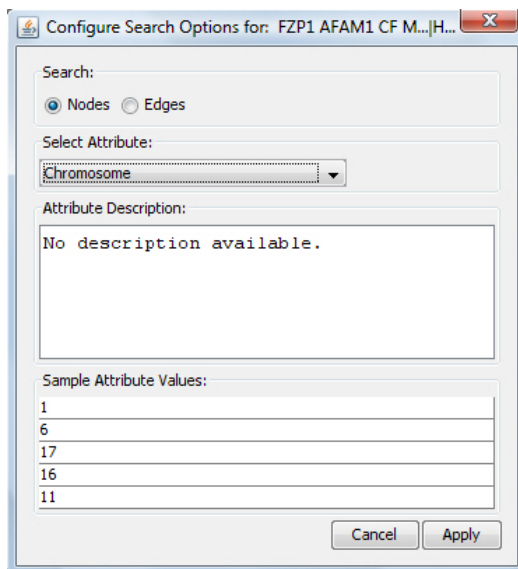 Configure Search Options for: FZP1 AFAM1 CF M...|H...
Search:
Nodes Edges
Select Attribute:
Chromosome
Attribute Description:
No description available.
Sample Attribute Values:
1
6
17
16
11
Cancel Apply